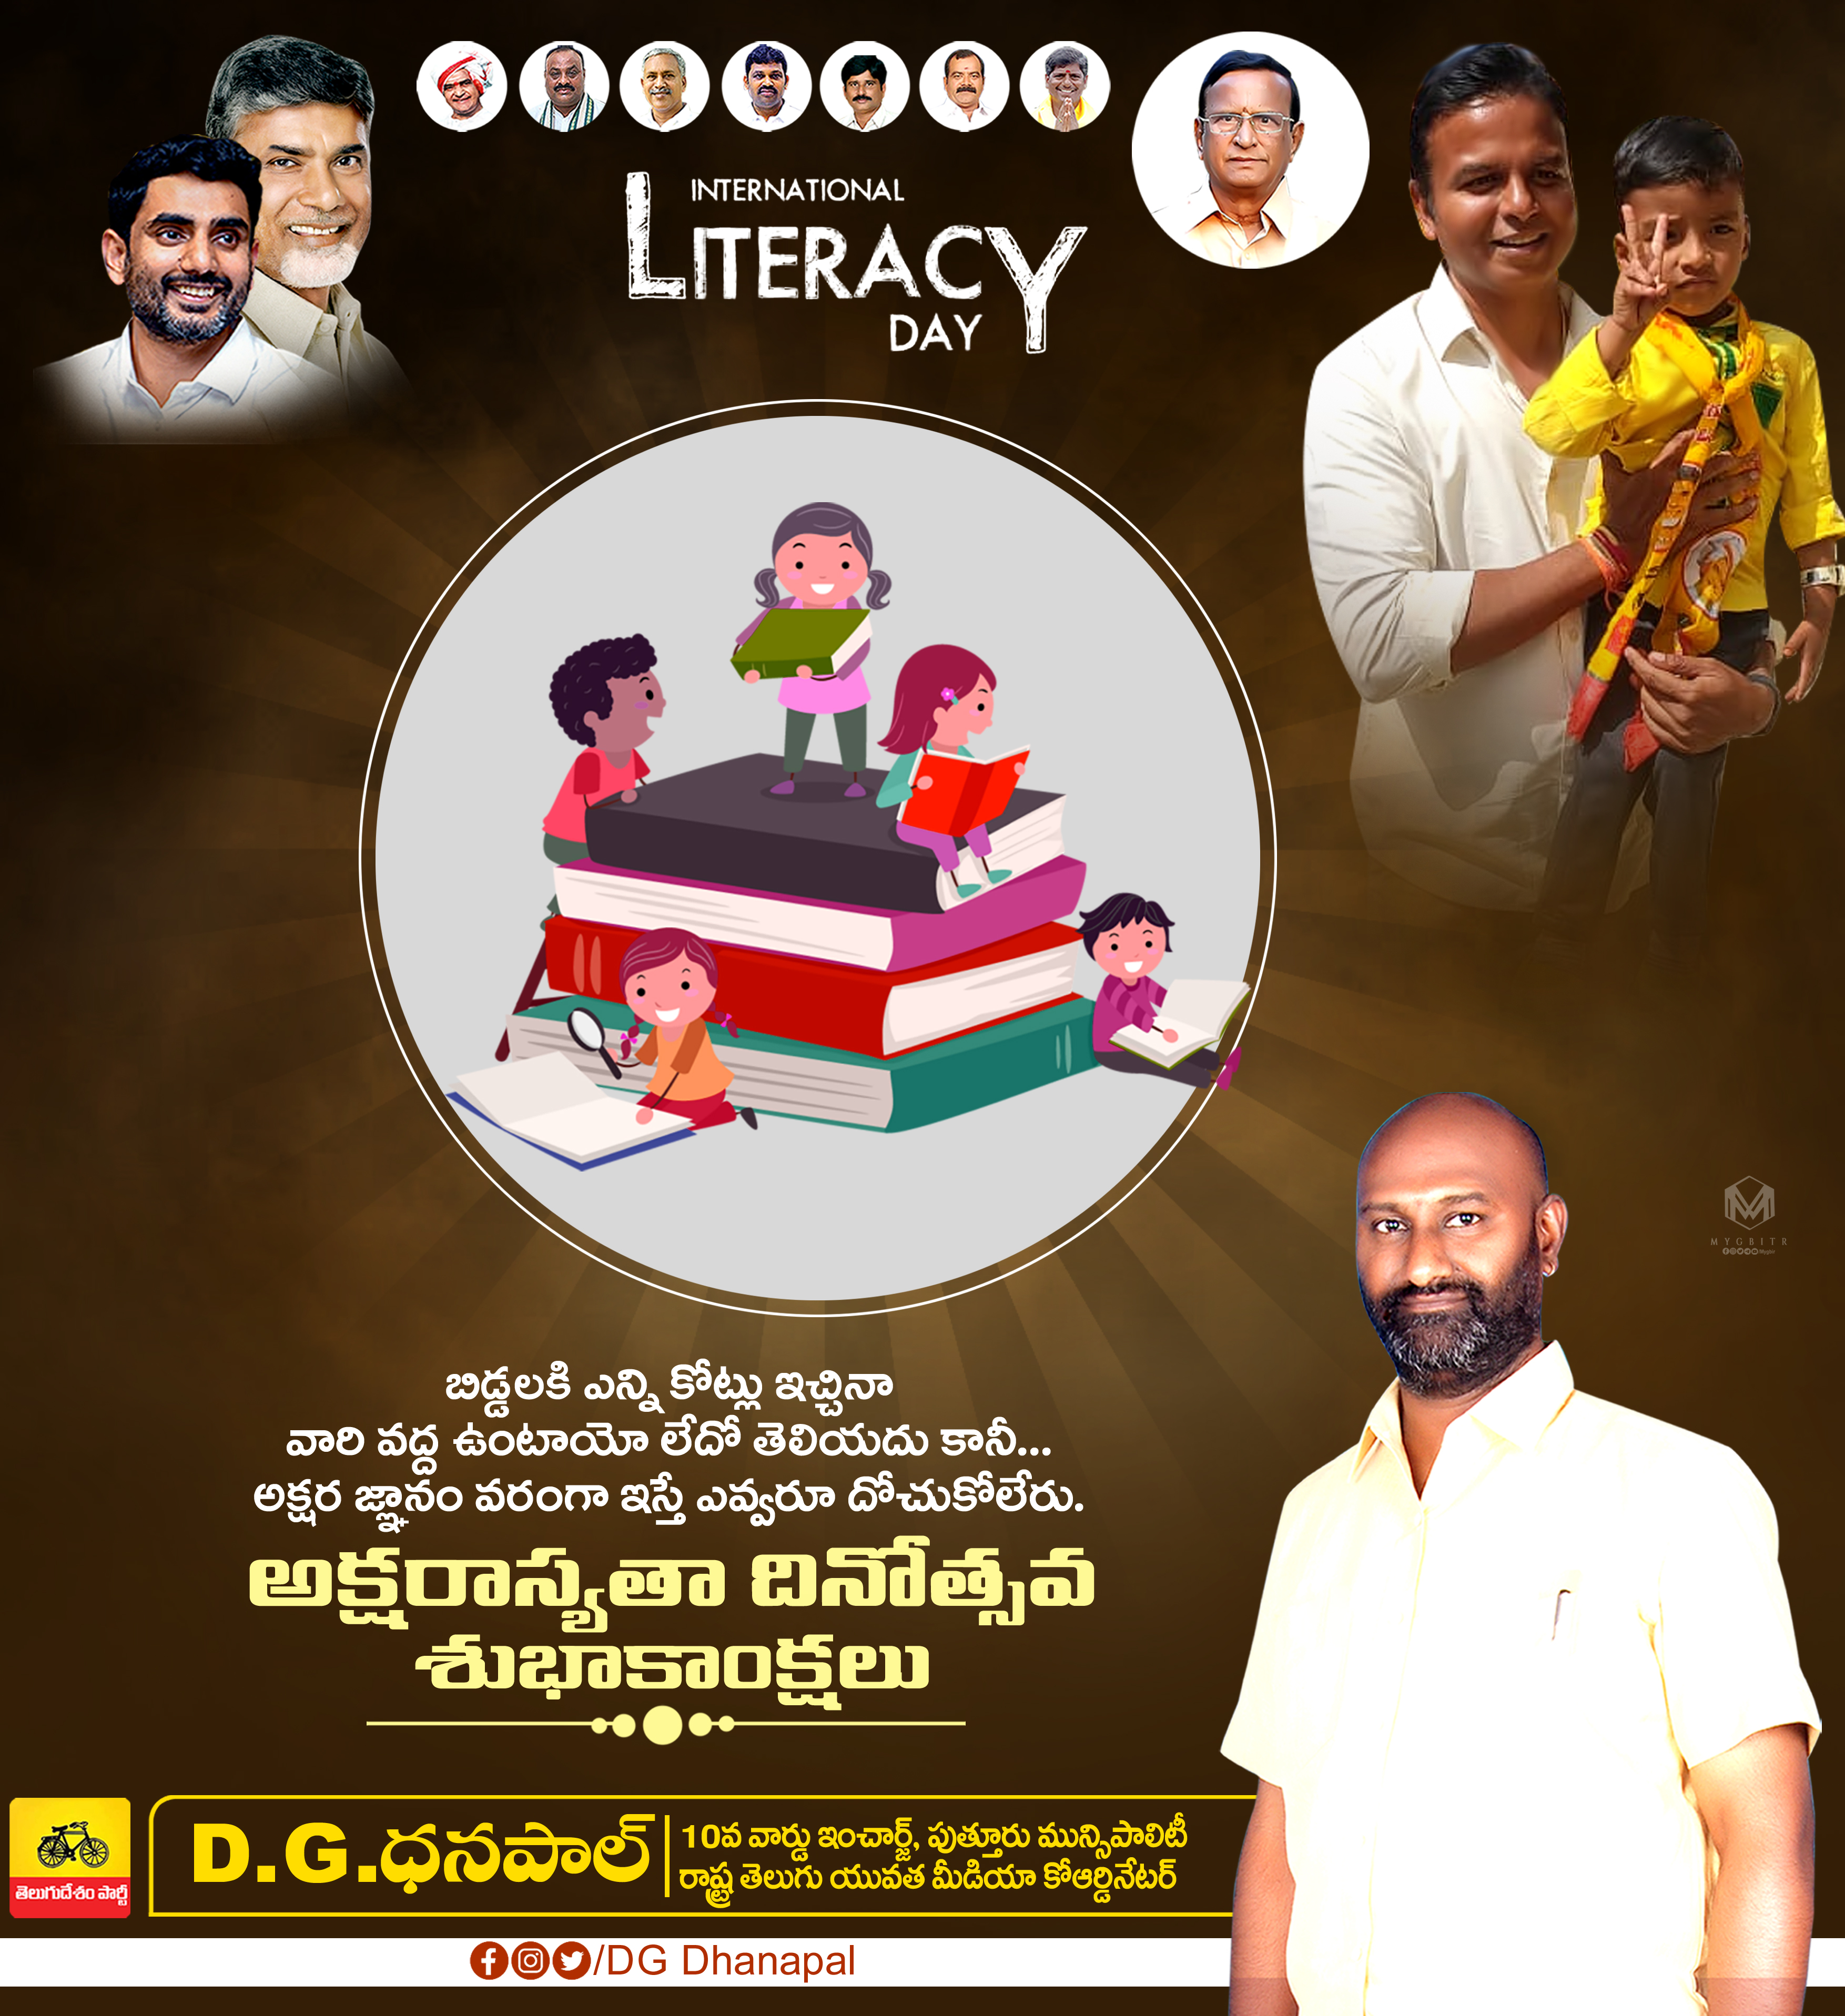 INTERNATIONAL
LITERACY
DAY
MYGBITR
బిడ్డలకి ఎన్ని కోట్లు ఇచ్చినా
వారి వద్ద ఉంటాయో లేదో తెలియదు కానీ...
అక్షర జ్ఞానం వరంగా ఇస్తే ఎవ్వరూ దోచుకోలేరు.
అక్షరాస్యతా దినోత్సవ
శుభాకాంక్షలు
తెలుగుదేశం పార్టీ
D.G.ధనపాల్
10వ వార్డు ఇంచార్జ్, పుత్తూరు మున్సిపాలిటీ
రాష్ట్ర తెలుగు యువత మీడియా కోఆర్డినేటర్
/DG Dhanapal